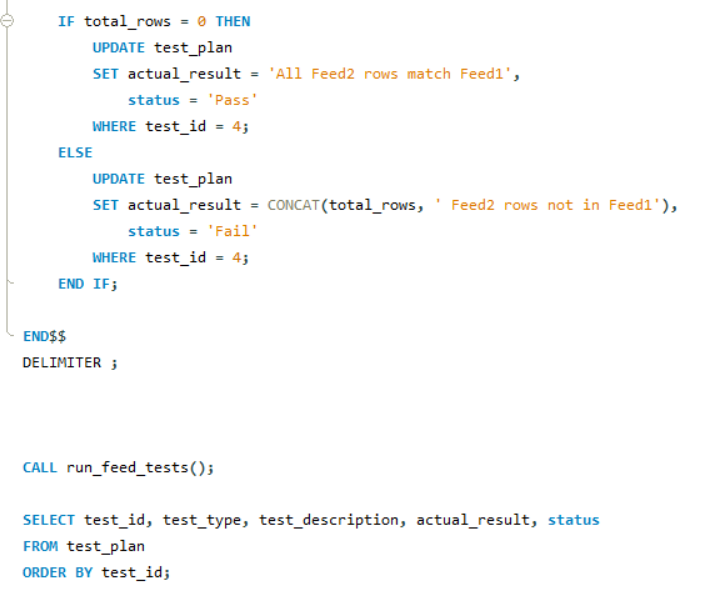 IF total_rows = 0 THEN
UPDATE test_plan
SET actual_result = 'All Feed2 rows match Feed1',
status = 'Pass'
WHERE test_id = 4;
ELSE
UPDATE test_plan
SET actual_result = CONCAT(total_rows, ' Feed2 rows not in Feed1'),
status = 'Fail'
WHERE test_id = 4;
END IF;
END$$
DELIMITER ;
CALL run_feed_tests();
SELECT test_id, test_type, test_description, actual_result, status
FROM test_plan
ORDER BY test_id;